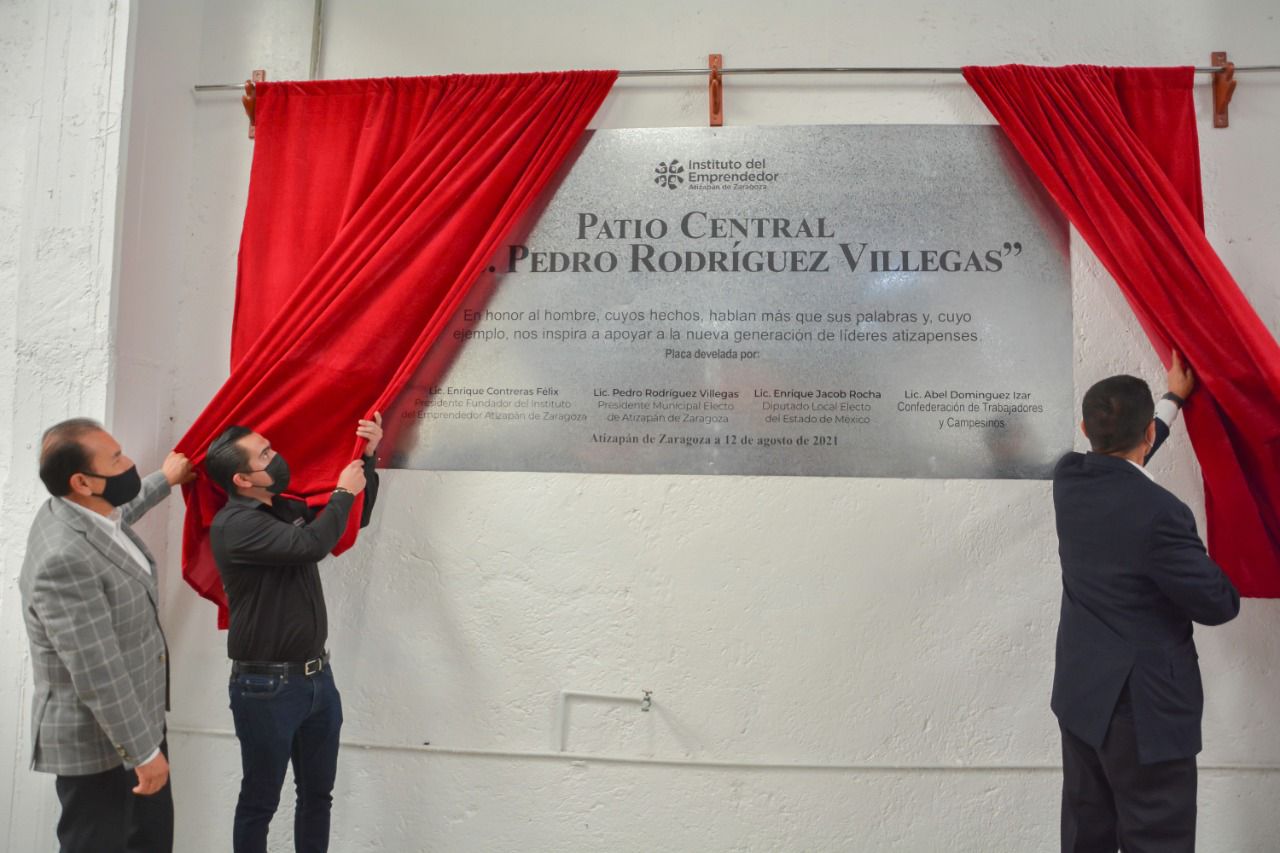 Instituto del
Emprendedor
Atizapán de Zaragoza
PATIO CENTRAL
. PEDRO RODRÍGUEZ VILLEGAS”
En honor al hombre, cuyos hechos, hablan más que sus palabras y, cuyo
ejemplo, nos inspira a apoyar a la nueva generación de líderes atizapenses.
Placa develada por:
Lic. Enrique Contreras Félix
Presidente Fundador del Instituto
del Emprendedor Atizapán de Zaragoza
Lic. Pedro Rodríguez Villegas
Presidente Municipal Electo
de Atizapán de Zaragoza
Lic. Enrique Jacob Rocha
Diputado Local Electo
del Estado de México
Lic. Abel Domínguez Izar
Confederación de Trabajadores
y Campesinos
Atizapán de Zaragoza a 12 de agosto de 2021